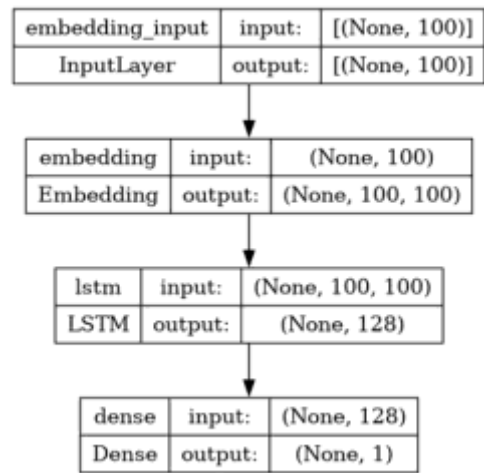 embedding_input input: [(None, 100)]
InputLayer output: [(None, 100)]
embedding input: (None, 100)
Embedding output: (None, 100, 100)
lstm input: (None, 100, 100)
LSTM output: (None, 128)
dense input: (None, 128)
Dense output: (None, 1)